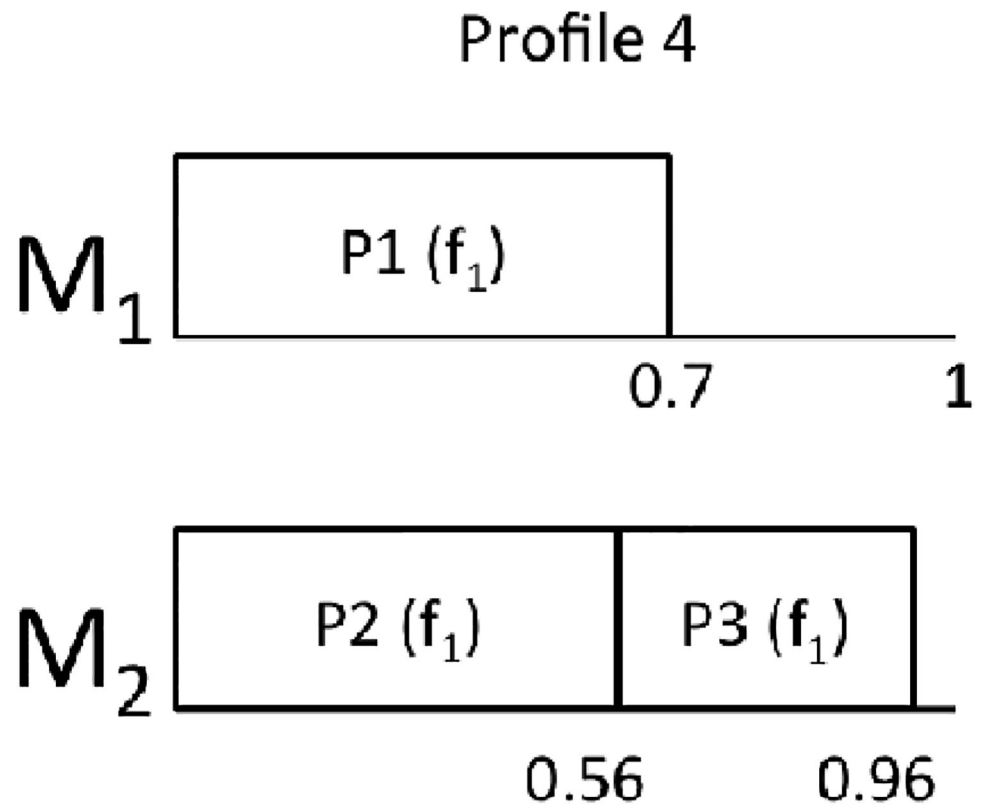 Profile 4
P1 (f₁)
M₁
0.7 1
P2 (f₁) P3 (f₁)
M₂
0.56 0.96